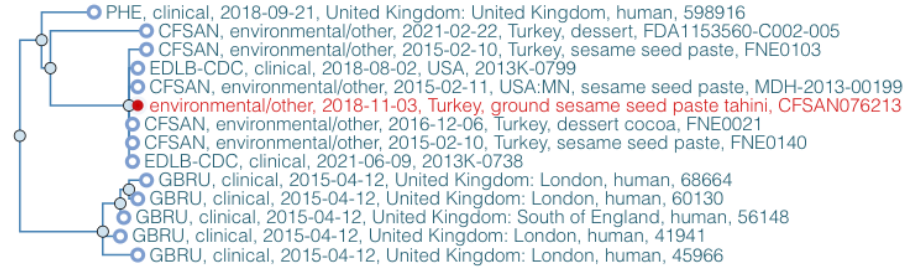 PHE, clinical, 2018-09-21, United Kingdom: United Kingdom, human, 598916
CFSAN, environmental/other, 2021-02-22, Turkey, dessert, FDA1153560-C002-005
CFSAN, environmental/other, 2015-02-10, Turkey, sesame seed paste, FNE0103
EDLB-CDC, clinical, 2018-08-02, USA, 2013K-0799
CFSAN, environmental/other, 2015-02-11, USA:MN, sesame seed paste, MDH-2013-00199
environmental/other, 2018-11-03, Turkey, ground sesame seed paste tahini, CFSAN076213
CFSAN, environmental/other, 2016-12-06, Turkey, dessert cocoa, FNE0021
CFSAN, environmental/other, 2015-02-10, Turkey, sesame seed paste, FNE0140
EDLB-CDC, clinical, 2021-06-09, 2013K-0738
GBRU, clinical, 2015-04-12, United Kingdom: London, human, 68664
GBRU, clinical, 2015-04-12, United Kingdom: London, human, 60130
GBRU, clinical, 2015-04-12, United Kingdom: South of England, human, 56148
GBRU, clinical, 2015-04-12, United Kingdom: London, human, 41941
GBRU, clinical, 2015-04-12, United Kingdom: London, human, 45966